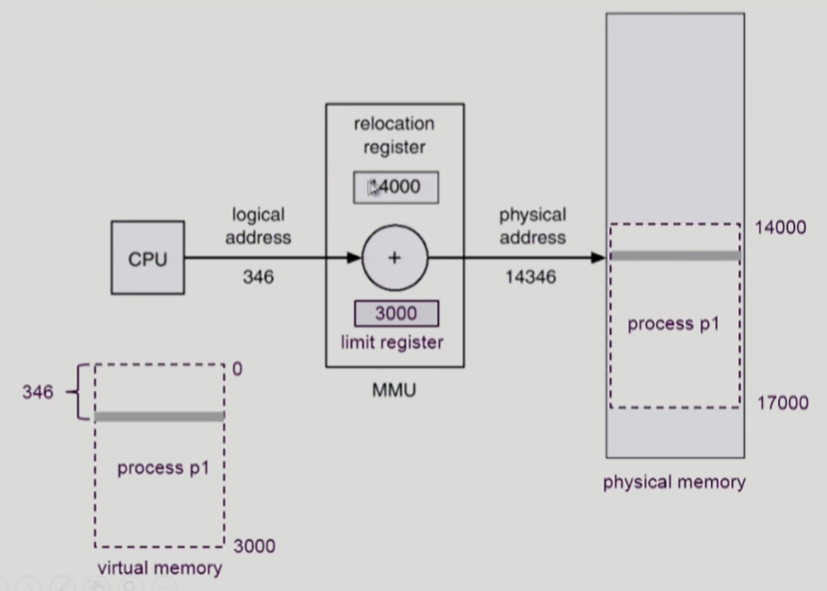 relocation
register
4000
logical
address
346
CPU
+
physical
address
14346
3000
limit register
MMU
14000
process p1
17000
physical memory
346
0
process p1
3000
virtual memory